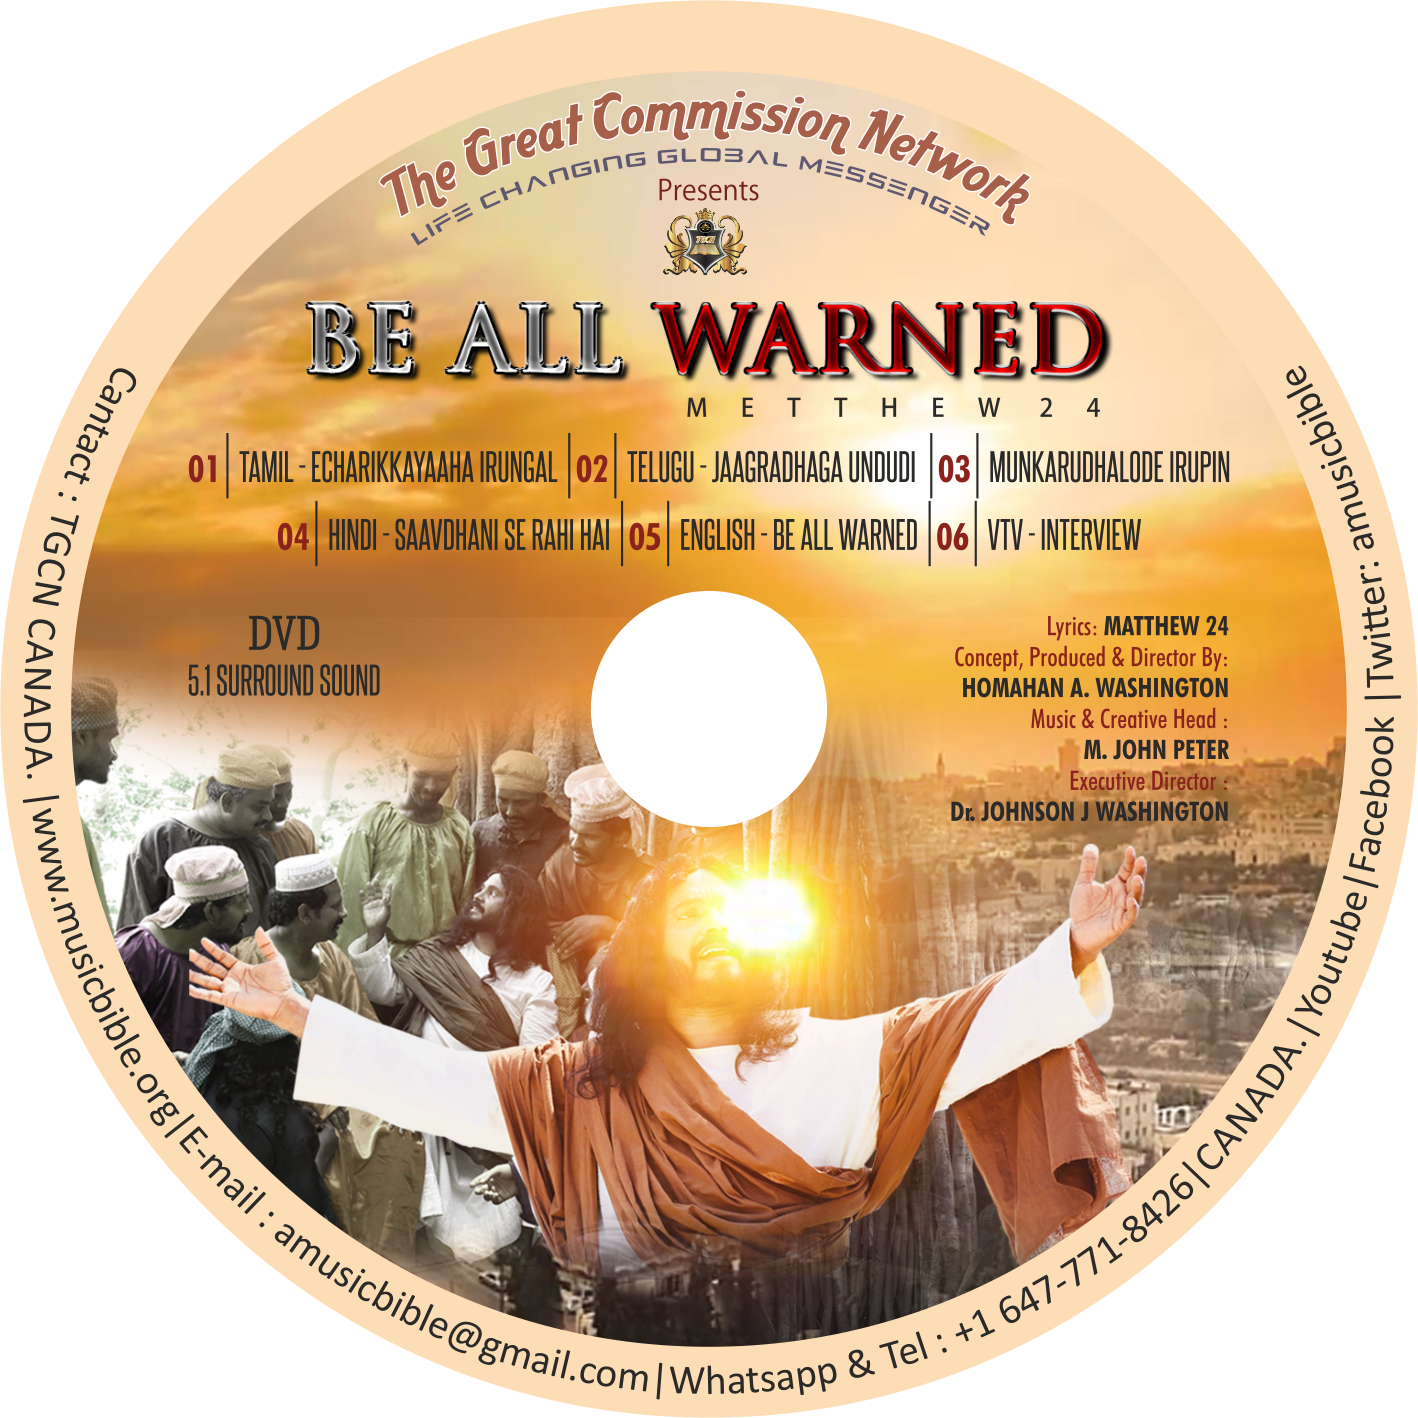 The Great Commission Network
LIFE CHANGING GLOBAL MESSENGER
Presents
BE ALL WARNED
METTHEW 24
01 | TAMIL - ECHARIKKAYAAHA IRUNGAL | 02 | TELUGU - JAAGRADHAGA UNDUDI | 03 | MUNKARUDHALODE IRUPIN
04 | HINDI - SAAVDHANI SE RAHI HAI | 05 | ENGLISH - BE ALL WARNED | 06 | VTV - INTERVIEW
DVD
5.1 SURROUND SOUND
Lyrics: MATTHEW 24
Concept, Produced & Director By:
HOMAHAN A. WASHINGTON
Music & Creative Head :
M. JOHN PETER
Executive Director :
Dr. JOHNSON J WASHINGTON
Cantact : TGCN CANADA. |www.musicbible.org|E-mail : amusicbible@gmail.com|Whatsapp & Tel : +1 647-771-8426|CANADA.|Youtube|Facebook |Twitter: amusicbible